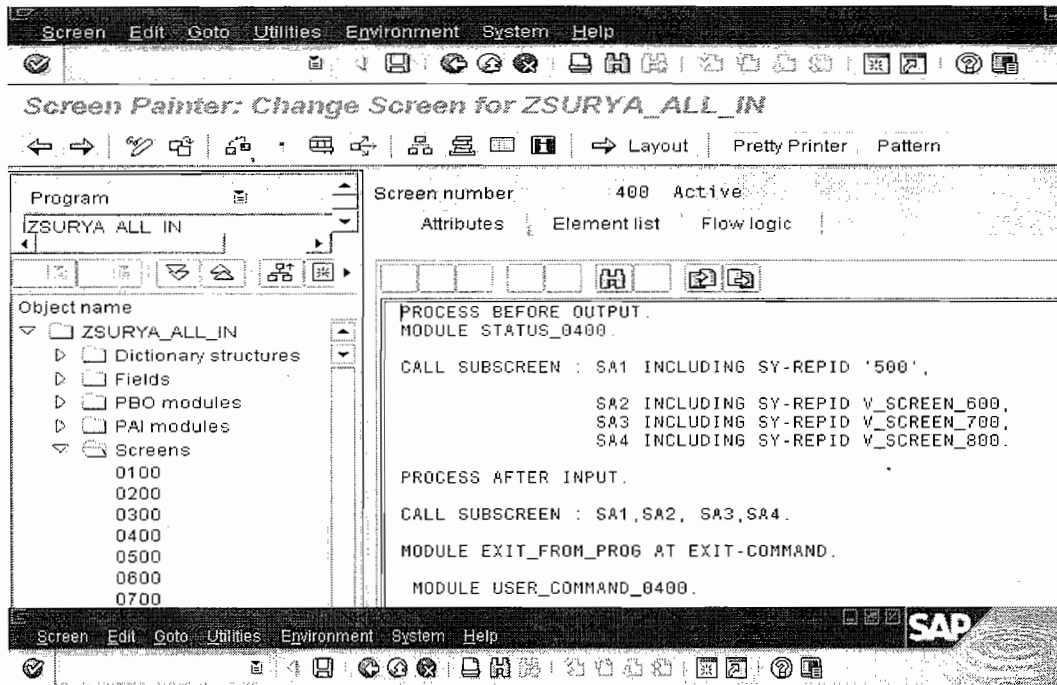 Screen Edit Goto Utilities Environment System Help
Screen Painter: Change Screen for ZSURYA_ALL_IN
Layout Pretty Printer Pattern
Program
ZSURYA_ALL_IN
Screen number 400 Active
Attributes Element list Flow logic
Object name
ZSURYA_ALL_IN
Dictionary structures
Fields
PBO modules
PAI modules
Screens
0100
0200
0300
0400
0500
0600
0700
PROCESS BEFORE OUTPUT.
MODULE STATUS_0400.
CALL SUBSCREEN : SA1 INCLUDING SY-REPID '500',
SA2 INCLUDING SY-REPID V_SCREEN_600,
SA3 INCLUDING SY-REPID V_SCREEN_700,
SA4 INCLUDING SY-REPID V_SCREEN_800.
PROCESS AFTER INPUT.
CALL SUBSCREEN : SA1,SA2, SA3,SA4.
MODULE EXIT_FROM_PROG AT EXIT-COMMAND.
MODULE USER_COMMAND_0400.
Screen Edit Goto Utilities Environment System Help
SAP